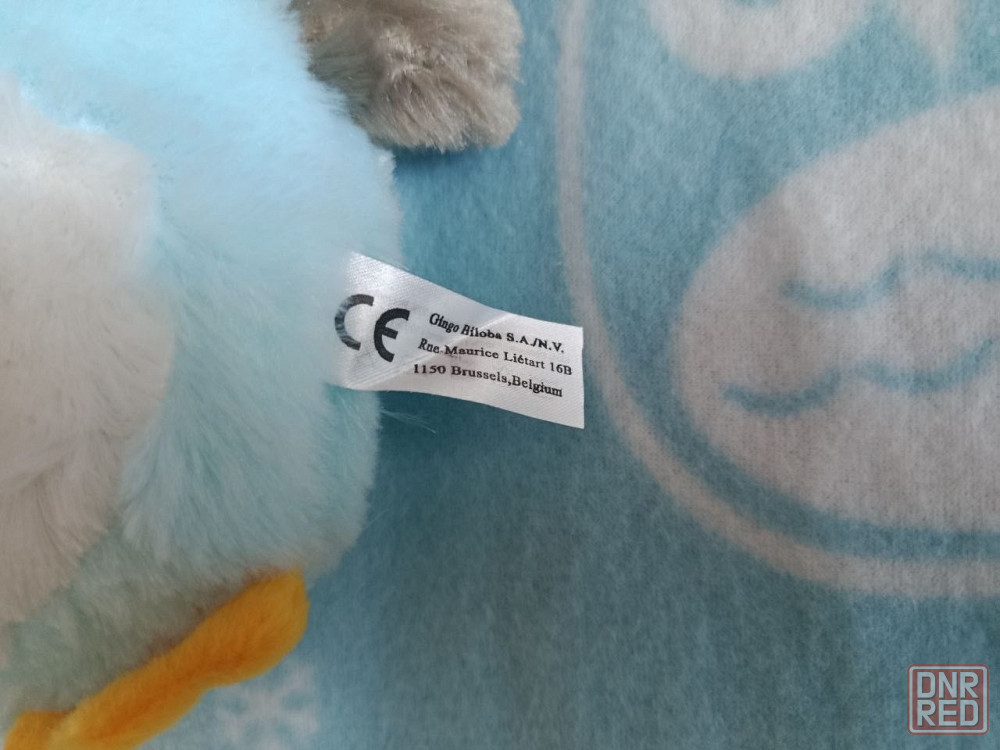 CE
Gingo Biloba S.A./N.V.
Rue Maurice Liétart 16B
1150 Brussels,Belgium
DNR
RED